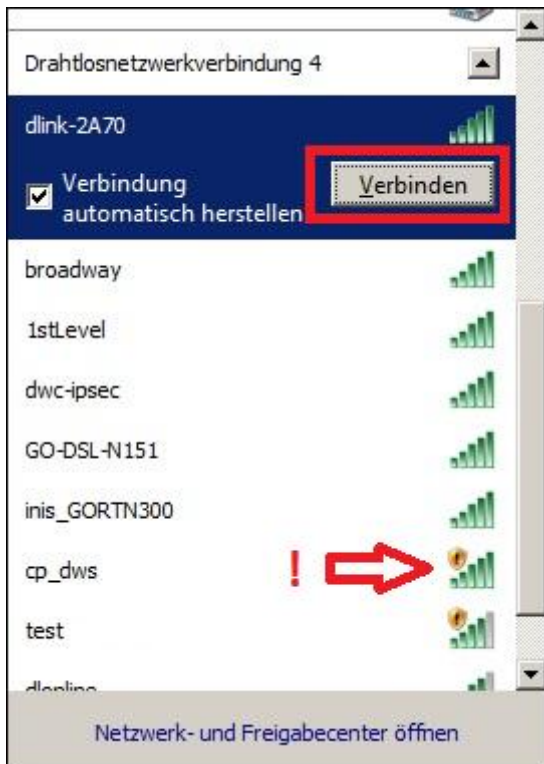 Drahtlosnetzwerkverbindung 4
dlink-2A70
Verbindung
automatisch herstellen
Verbinden
broadway
1stLevel
dwc-ipsec
GO-DSL-N151
inis_GORTN300
cp_dws
!
test
Netzwerk- und Freigabecenter öffnen